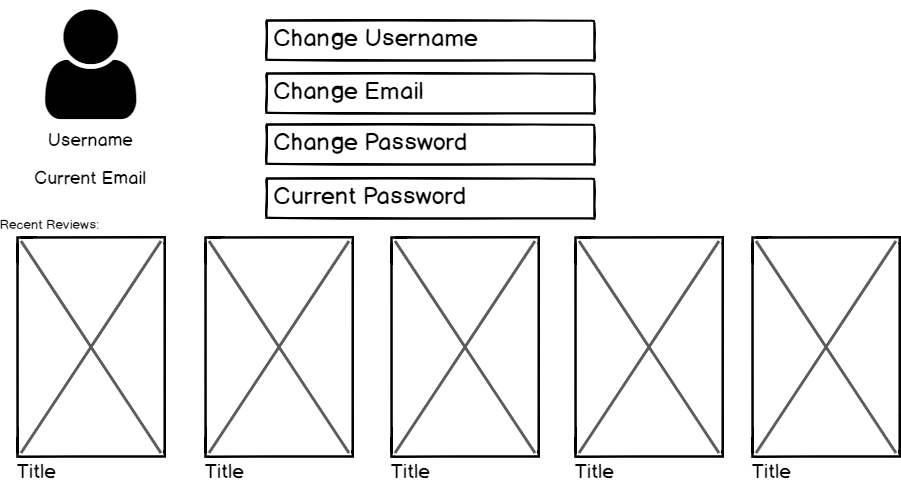 Change Username
Change Email
Change Password
Current Password
Username
Current Email
Recent Reviews:
Title
Title
Title
Title
Title